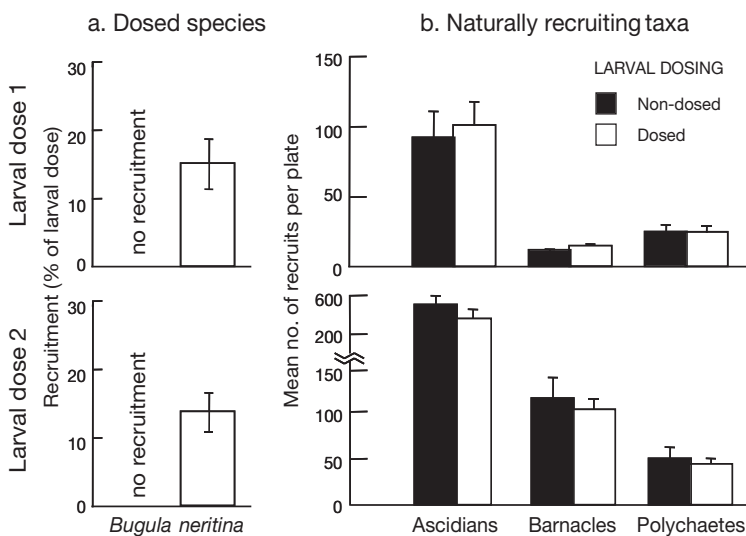 a. Dosed species
b. Naturally recruiting taxa
Larval dose 1
Larval dose 2
Recruitment (% of larval dose)
30
20
10
0
no recruitment
30
20
10
0
no recruitment
Bugula neritina
Mean no. of recruits per plate
150
100
50
0
600
200
150
100
50
0
LARVAL DOSING
Non-dosed
Dosed
Ascidians Barnacles Polychaetes